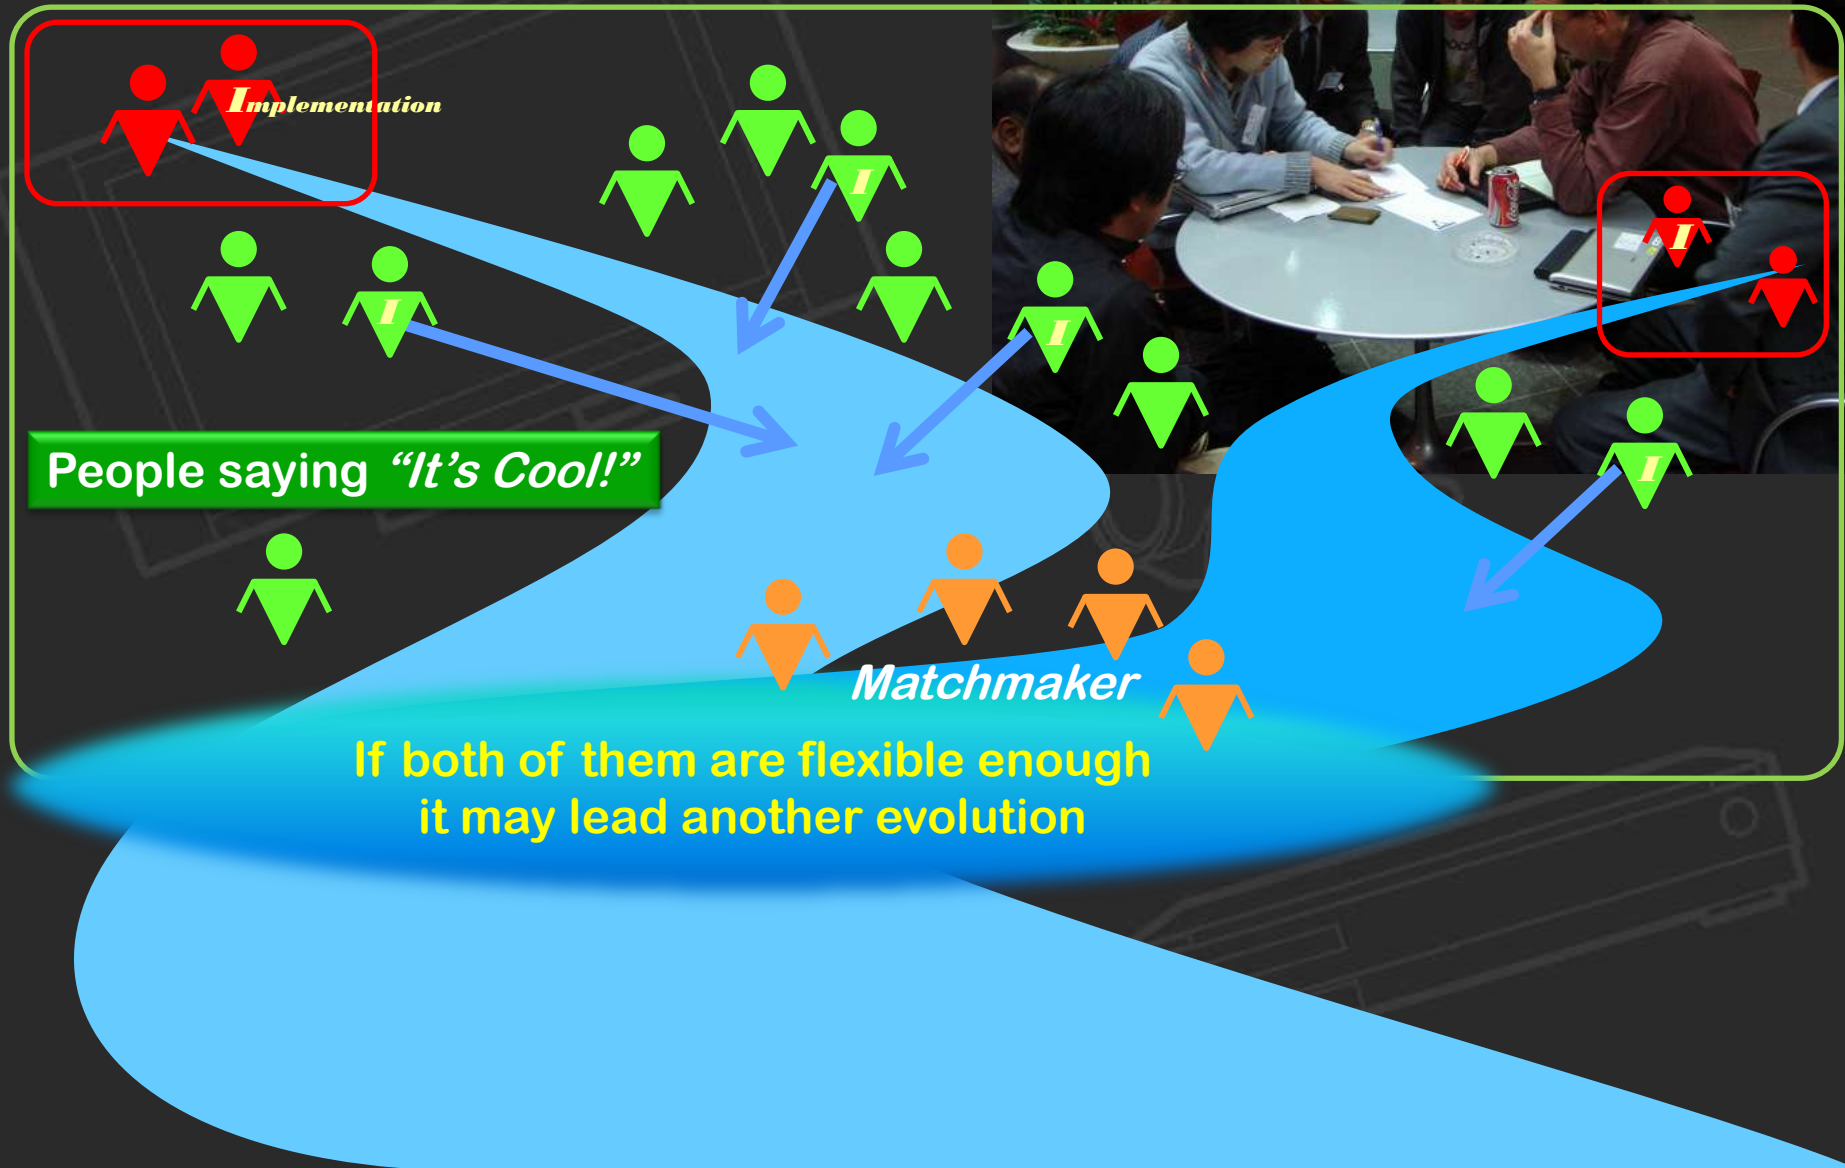 Implementation
I
I
I
I
I
People saying “It’s Cool!”
Matchmaker
If both of them are flexible enough
it may lead another evolution